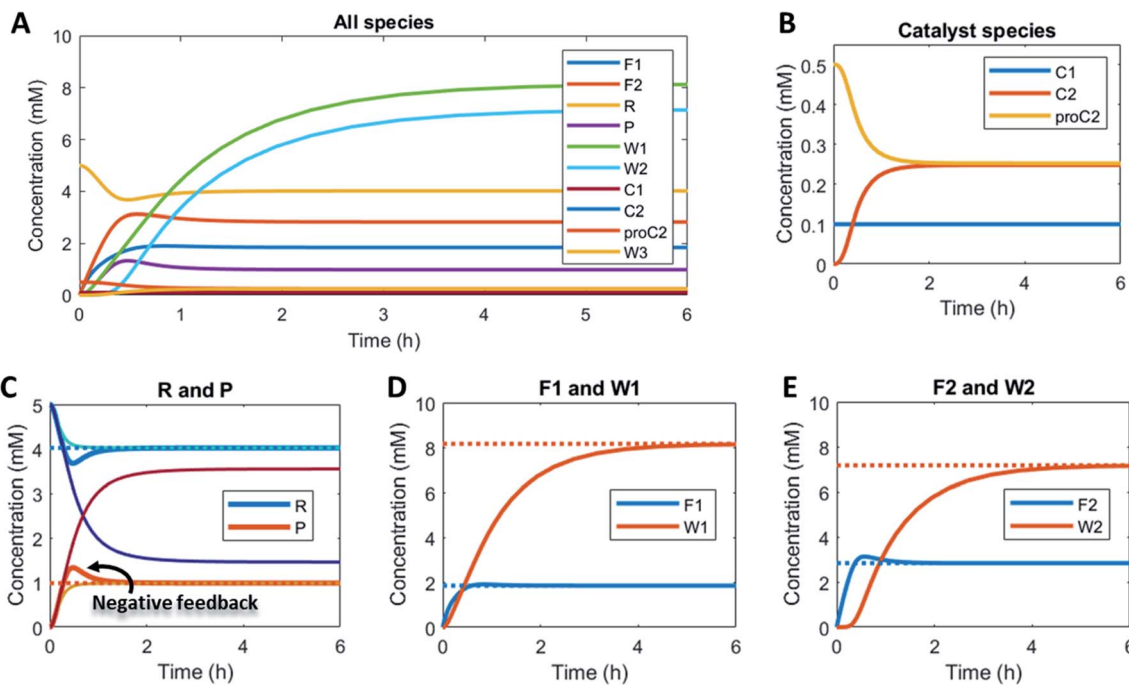 A
All species
Concentration (mM)
10
8
6
4
2
0
0
1
2
3
4
5
6
Time (h)
F1
F2
R
P
W1
W2
C1
C2
proC2
W3
B
Catalyst species
Concentration (mM)
0.5
0.4
0.3
0.2
0.1
0
0
2
4
6
Time (h)
C1
C2
proC2
C
R and P
Concentration (mM)
5
4
3
2
1
0
0
2
4
6
Time (h)
R
P
Negative feedback
D
F1 and W1
Concentration (mM)
10
8
6
4
2
0
0
2
4
6
Time (h)
F1
W1
E
F2 and W2
Concentration (mM)
10
8
6
4
2
0
0
2
4
6
Time (h)
F2
W2